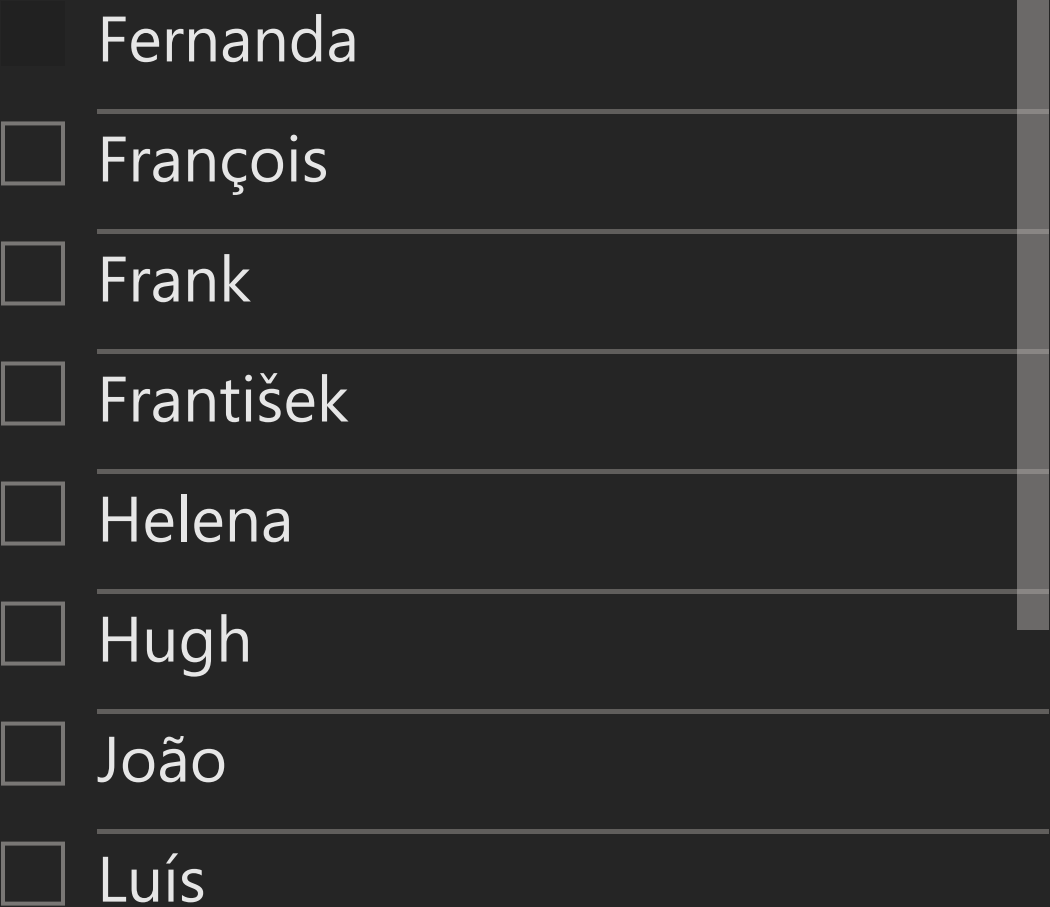 Fernanda
François
Frank
František
Helena
Hugh
João
Luís